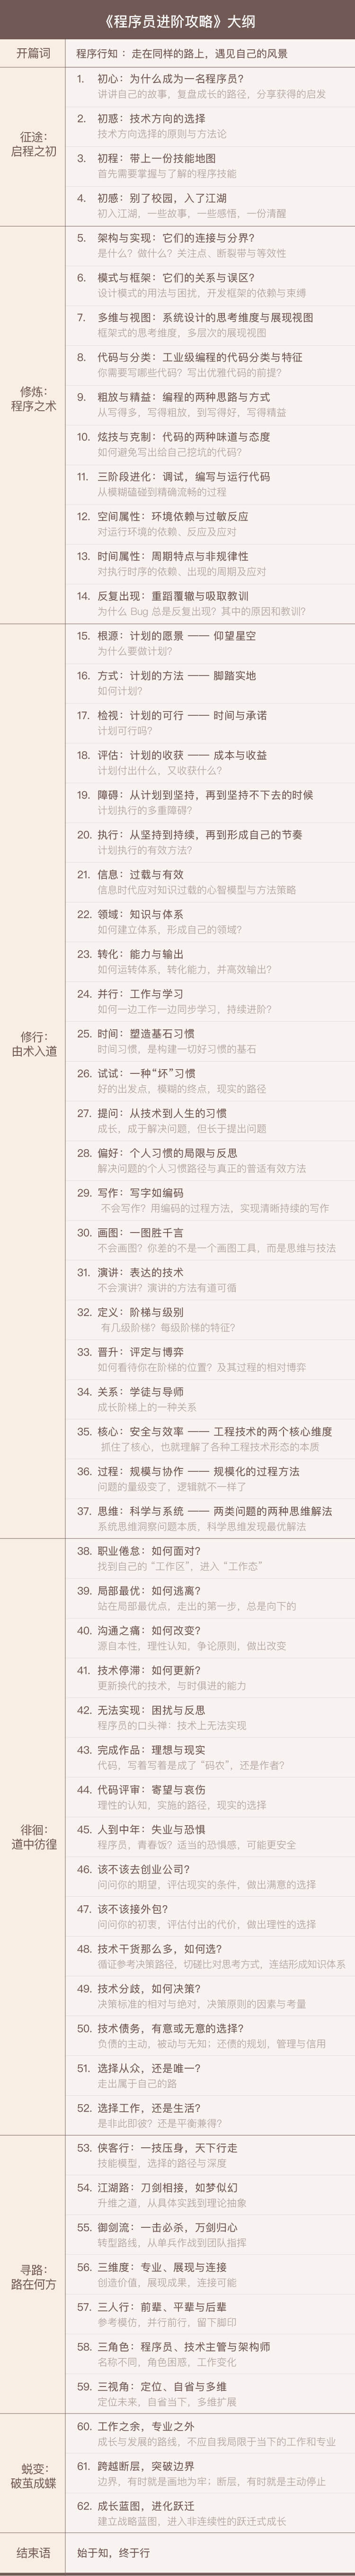 《程序员进阶攻略》大纲
开篇词
程序行知：走在同样的路上，遇见自己的风景
征途：
启程之初
1. 初心：为什么成为一名程序员？
讲讲自己的故事，复盘成长的路径，分享获得的启发
2. 初惑：技术方向的选择
技术方向选择的原则与方法论
3. 初程：带上一份技能地图
首先需要掌握与了解的程序技能
4. 初感：别了校园，入了江湖
初入江湖，一些故事，一些感悟，一份清醒
修炼：
程序之术
5. 架构与实现：它们的连接与分界？
是什么？做什么？关注点、断裂带与等效性
6. 模式与框架：它们的关系与误区？
设计模式的用法与困扰，开发框架的依赖与束缚
7. 多维与视图：系统设计的思考维度与展现视图
框架式的思考维度，多层次的展现视图
8. 代码与分类：工业级编程的代码分类与特征
你需要写哪些代码？写出优雅代码的前提？
9. 粗放与精益：编程的两种思路与方式
从写得多，写得粗放，到写得好，写得精益
10. 炫技与克制：代码的两种味道与态度
如何避免写出给自己挖坑的代码？
11. 三阶段进化：调试，编写与运行代码
从模糊磕碰到精确流畅的过程
12. 空间属性：环境依赖与过敏反应
对运行环境的依赖、反应及应对
13. 时间属性：周期特点与非规律性
对执行时序的依赖、出现的周期及应对
14. 反复出现：重蹈覆辙与吸取教训
为什么 Bug 总是反复出现？其中的原因和教训？
修行：
由术入道
15. 根源：计划的愿景 —— 仰望星空
为什么要做计划？
16. 方式：计划的方法 —— 脚踏实地
如何计划？
17. 检视：计划的可行 —— 时间与承诺
计划可行吗？
18. 评估：计划的收获 —— 成本与收益
计划付出什么，又收获什么？
19. 障碍：从计划到坚持，再到坚持不下去的时候
计划执行的多重障碍？
20. 执行：从坚持到持续，再到形成自己的节奏
计划执行的有效方法？
21. 信息：过载与有效
信息时代应对知识过载的心智模型与方法策略
22. 领域：知识与体系
如何建立体系，形成自己的领域？
23. 转化：能力与输出
如何运转体系，转化能力，并高效输出？
24. 并行：工作与学习
如何一边工作一边同步学习，持续进阶？
25. 时间：塑造基石习惯
时间习惯，是构建一切好习惯的基石
26. 试试：一种“坏”习惯
好的出发点，模糊的终点，现实的路径
27. 提问：从技术到人生的习惯
成长，成于解决问题，但长于提出问题
28. 偏好：个人习惯的局限与反思
解决问题的个人习惯路径与真正的普适有效方法
29. 写作：写字如编码
不会写作？用编码的过程方法，实现清晰持续的写作
30. 画图：一图胜千言
不会画图？你差的不是一个画图工具，而是思维与技法
31. 演讲：表达的技术
不会演讲？演讲的方法有道可循
32. 定义：阶梯与级别
有几级阶梯？每级阶梯的特征？
33. 晋升：评定与博弈
如何看待你在阶梯的位置？及其过程的相对博弈
34. 关系：学徒与导师
成长阶梯上的一种关系
35. 核心：安全与效率 —— 工程技术的两个核心维度
抓住了核心，也就理解了各种工程技术形态的本质
36. 过程：规模与协作 —— 规模化的过程方法
问题的量级变了，逻辑就不一样了
37. 思维：科学与系统 —— 两类问题的两种思维解法
系统思维洞察问题本质，科学思维发现最优解法
徘徊：
道中彷徨
38. 职业倦怠：如何面对？
找到自己的 “工作区”，进入 “工作态”
39. 局部最优：如何逃离？
站在局部最优点，走出的第一步，总是向下的
40. 沟通之痛：如何改变？
源自本性，理性认知，争论原则，做出改变
41. 技术停滞：如何更新？
更新换代的技术，与时俱进的能力
42. 无法实现：困扰与反思
程序员的口头禅：技术上无法实现
43. 完成作品：理想与现实
代码，写着写着是成了 “码农”，还是作者？
44. 代码评审：寄望与哀伤
理性的认知，实施的路径，现实的选择
45. 人到中年：失业与恐惧
程序员，青春饭？适当的恐惧感，可能更安全
46. 该不该去创业公司？
问问你的期望，评估现实的条件，做出满意的选择
47. 该不该接外包？
问问你的初衷，评估付出的代价，做出理性的选择
48. 技术干货那么多，如何选？
循证参考决策路径，切磋比对思考方式，连结形成知识体系
49. 技术分歧，如何决策？
决策标准的相对与绝对，决策原则的因素与考量
50. 技术债务，有意或无意的选择？
负债的主动，被动与无知；还债的规划，管理与信用
51. 选择从众，还是唯一？
走出属于自己的路
52. 选择工作，还是生活？
是非此即彼？还是平衡兼得？
寻路：
路在何方
53. 侠客行：一技压身，天下行走
技能模型，选择的路径与深度
54. 江湖路：刀剑相接，如梦似幻
升维之道，从具体实践到理论抽象
55. 御剑流：一击必杀，万剑归心
转型路线，从单兵作战到团队指挥
56. 三维度：专业、展现与连接
创造价值，展现成果，连接可能
57. 三人行：前辈、平辈与后辈
参考模仿，并行前行，留下脚印
58. 三角色：程序员、技术主管与架构师
名称不同，角色困惑，工作变化
59. 三视角：定位、自省与多维
定位未来，自省当下，多维扩展
蜕变：
破茧成蝶
60. 工作之余，专业之外
成长与发展的路线，不应自我局限于当下的工作和专业
61. 跨越断层，突破边界
边界，有时就是画地为牢；断层，有时就是主动停止
62. 成长蓝图，进化跃迁
建立战略蓝图，进入非连续性的跃迁式成长
结束语
始于知，终于行